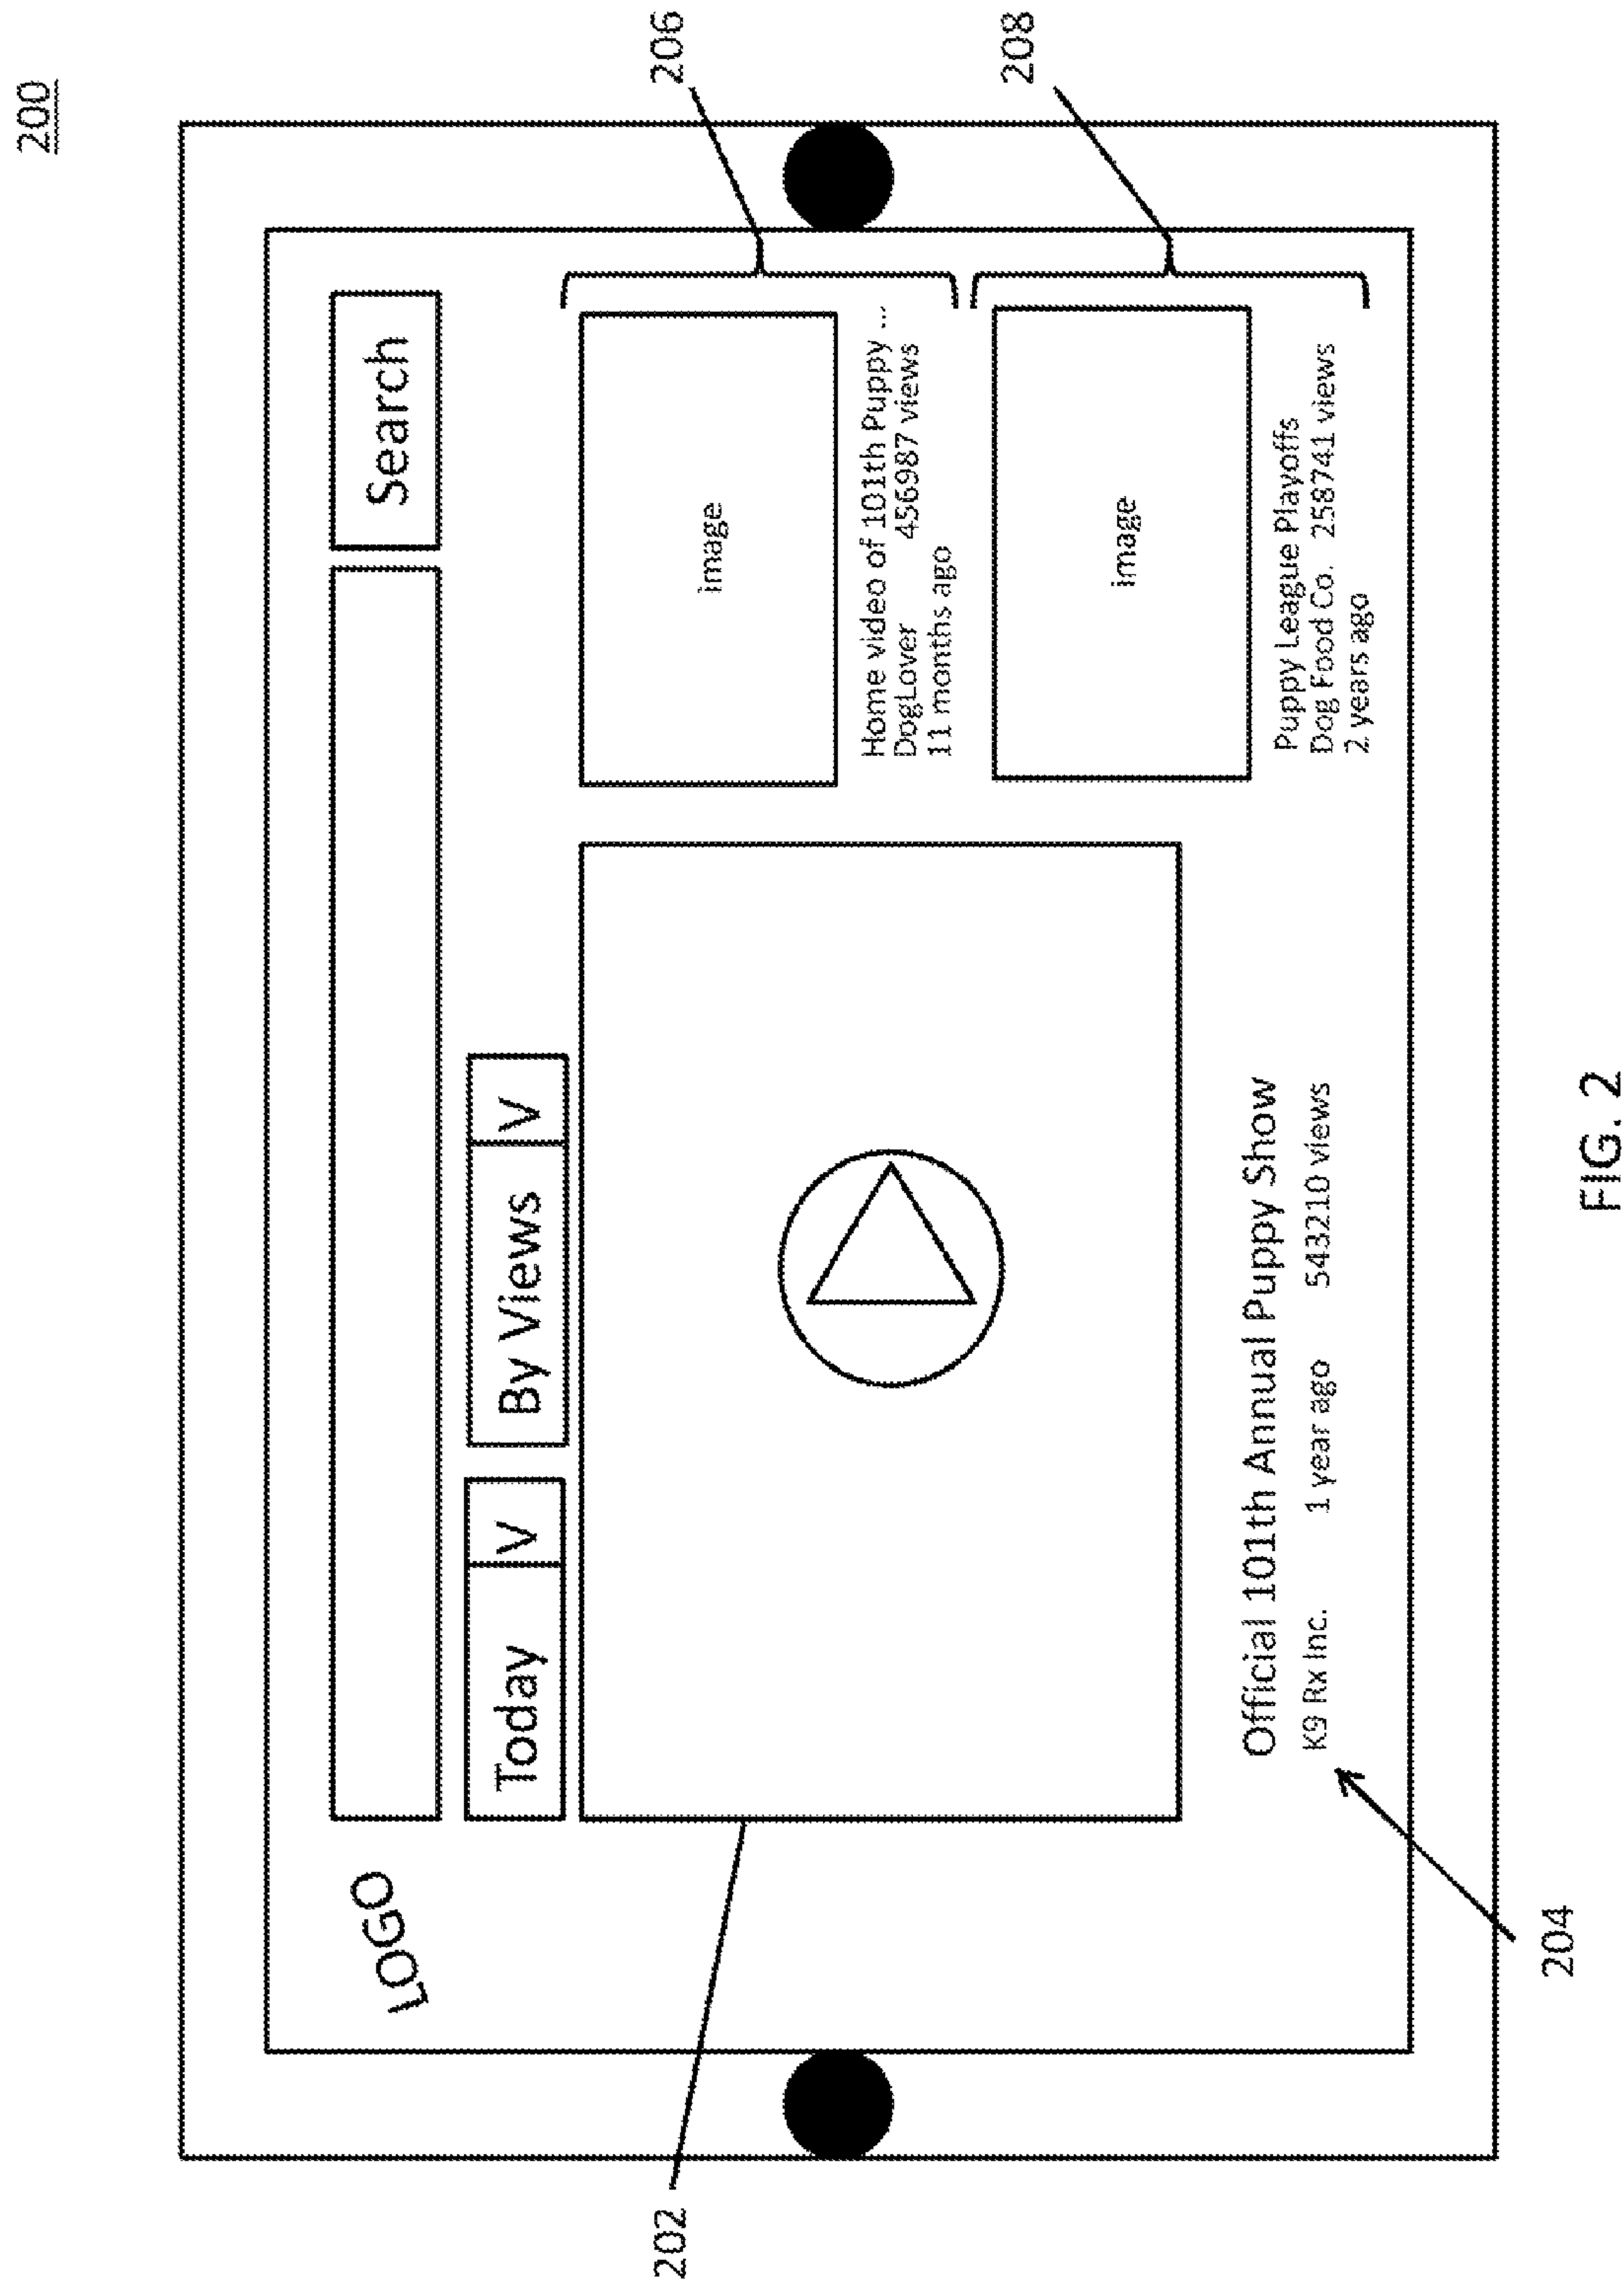 200
LOGO
Search
Today V
By Views V
202
206
image
Home video of 101th Puppy ...
DogLover 456987 views
11 months ago
208
image
Puppy League Playoffs
Dog Food Co. 258741 views
2 years ago
Official 101th Annual Puppy Show
K9 Rx Inc. 1 year ago 543210 views
204
FIG. 2